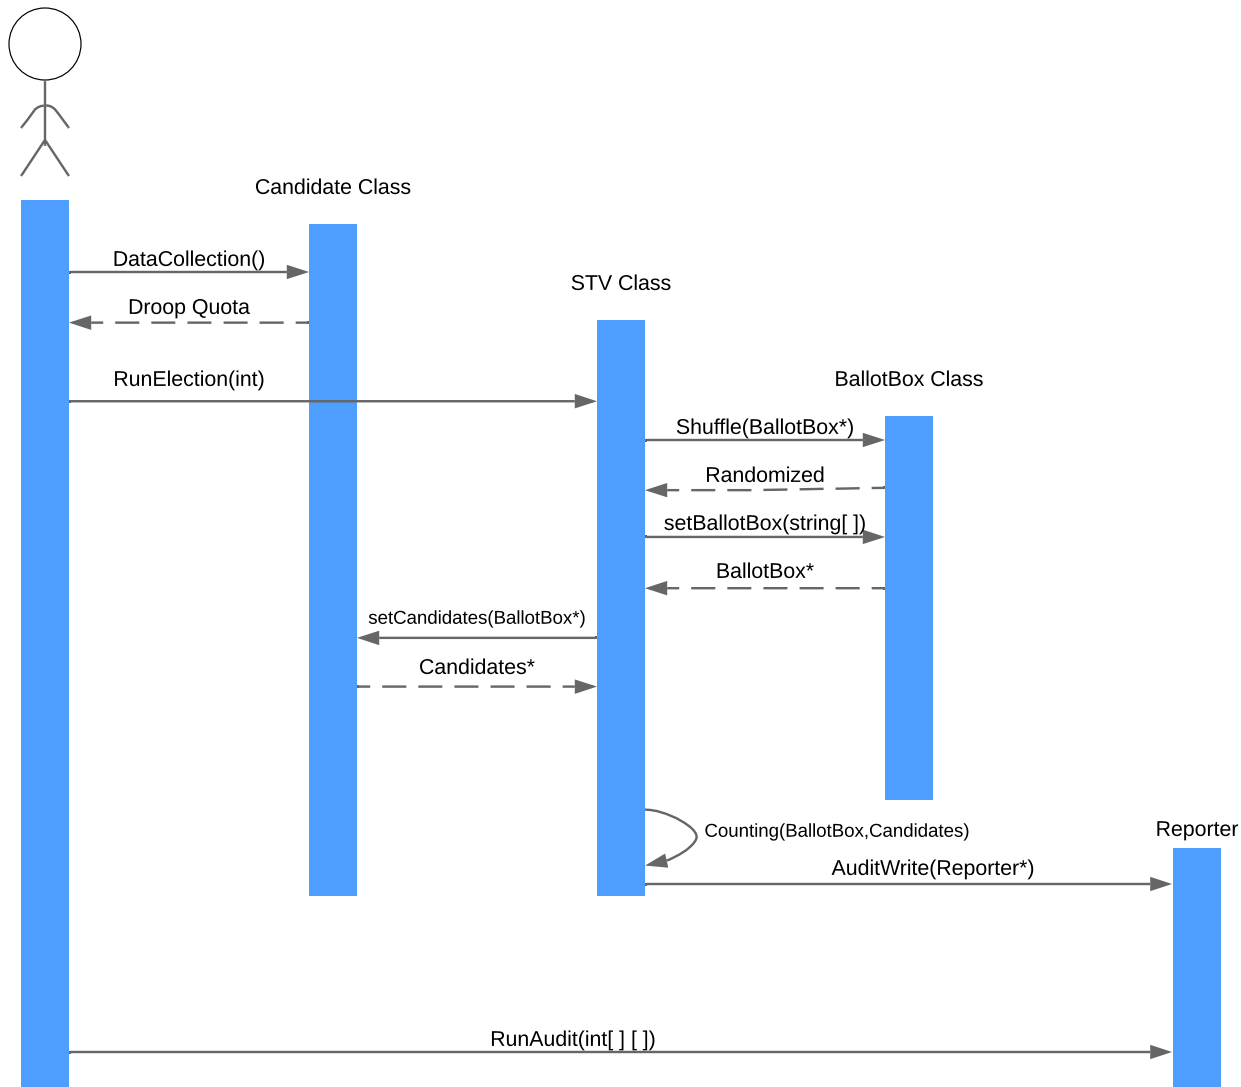 Candidate Class
DataCollection()
STV Class
Droop Quota
RunElection(int)
BallotBox Class
Shuffle(BallotBox*)
Randomized
setBallotBox(string[ ])
BallotBox*
setCandidates(BallotBox*)
Candidates*
Counting(BallotBox,Candidates)
Reporter
AuditWrite(Reporter*)
RunAudit(int[ ] [ ])